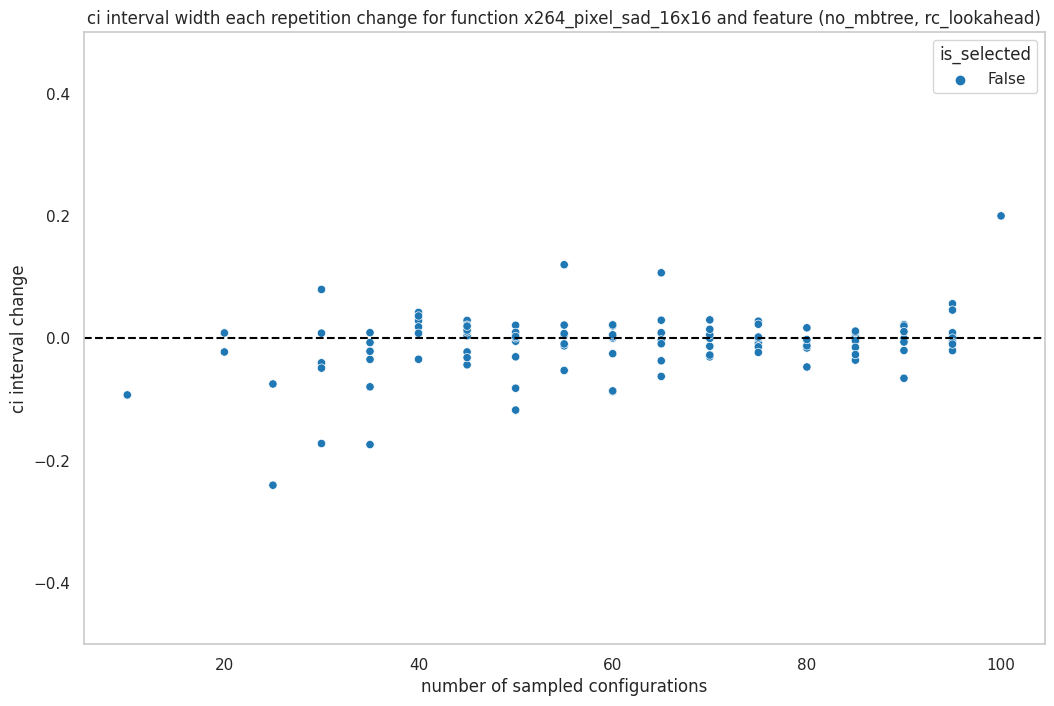 ci interval width each repetition change for function x264_pixel_sad_16x16 and feature (no_mbtree, rc_lookahead)
is_selected
False
0.4
0.2
0.0
−0.2
−0.4
ci interval change
20 40 60 80 100
number of sampled configurations